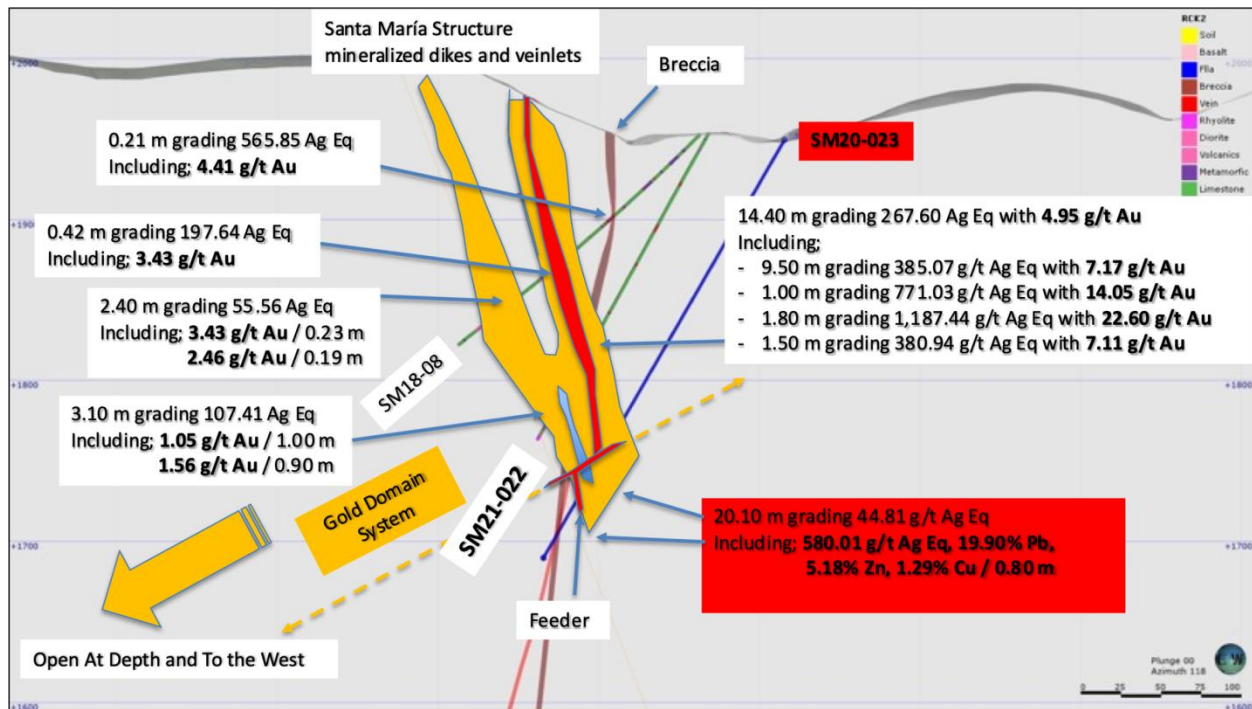 Santa María Structure
mineralized dikes and veinlets
Breccia
RCK2
Soil
Basalt
Flla
Breccia
Vein
Rhyolite
Diorite
Volcanics
Metamorfic
Limestone
+2000
+2000
SM20-023
0.21 m grading 565.85 Ag Eq
Including; 4.41 g/t Au
+1900
0.42 m grading 197.64 Ag Eq
Including; 3.43 g/t Au
14.40 m grading 267.60 Ag Eq with 4.95 g/t Au
Including;
- 9.50 m grading 385.07 g/t Ag Eq with 7.17 g/t Au
- 1.00 m grading 771.03 g/t Ag Eq with 14.05 g/t Au
- 1.80 m grading 1,187.44 g/t Ag Eq with 22.60 g/t Au
- 1.50 m grading 380.94 g/t Ag Eq with 7.11 g/t Au
2.40 m grading 55.56 Ag Eq
Including; 3.43 g/t Au / 0.23 m
2.46 g/t Au / 0.19 m
+1800
+1800
SM18-08
3.10 m grading 107.41 Ag Eq
Including; 1.05 g/t Au / 1.00 m
1.56 g/t Au / 0.90 m
SM21-022
Gold Domain
System
20.10 m grading 44.81 g/t Ag Eq
Including; 580.01 g/t Ag Eq, 19.90% Pb,
5.18% Zn, 1.29% Cu / 0.80 m
+1700
+1700
Feeder
Open At Depth and To the West
Plunge 00
Azimuth 118
0 25 50 75 100
+1600
+1600